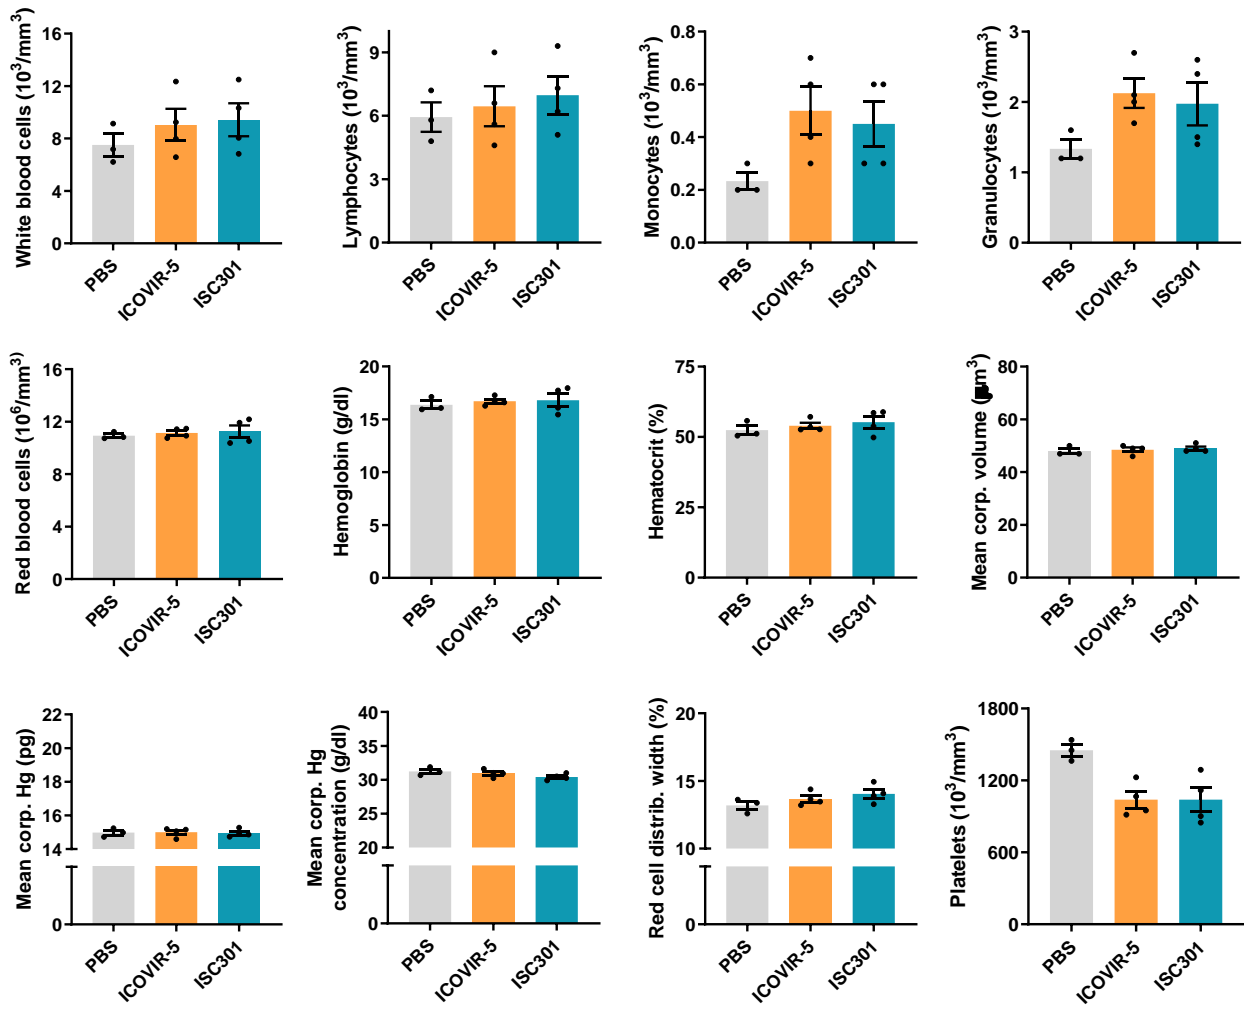 White blood cells (10³/mm³)
16
12
8
4
0
PBS
ICOVIR-5
ISC301
Lymphocytes (10³/mm³)
9
6
3
0
PBS
ICOVIR-5
ISC301
Monocytes (10³/mm³)
0.8
0.6
0.4
0.2
0.0
PBS
ICOVIR-5
ISC301
Granulocytes (10³/mm³)
3
2
1
0
PBS
ICOVIR-5
ISC301
Red blood cells (10⁶/mm³)
16
12
8
4
0
PBS
ICOVIR-5
ISC301
Hemoglobin (g/dl)
20
15
10
5
0
PBS
ICOVIR-5
ISC301
Hematocrit (%)
75
50
25
0
PBS
ICOVIR-5
ISC301
Mean corp. volume ( m³)
80
60
40
20
0
PBS
ICOVIR-5
ISC301
Mean corp. Hg (pg)
22
20
18
16
14
0
PBS
ICOVIR-5
ISC301
Mean corp. Hg
concentration (g/dl)
40
35
30
25
20
0
PBS
ICOVIR-5
ISC301
Red cell distrib. width (%)
20
15
10
0
PBS
ICOVIR-5
ISC301
Platelets (10³/mm³)
1800
1200
600
0
PBS
ICOVIR-5
ISC301